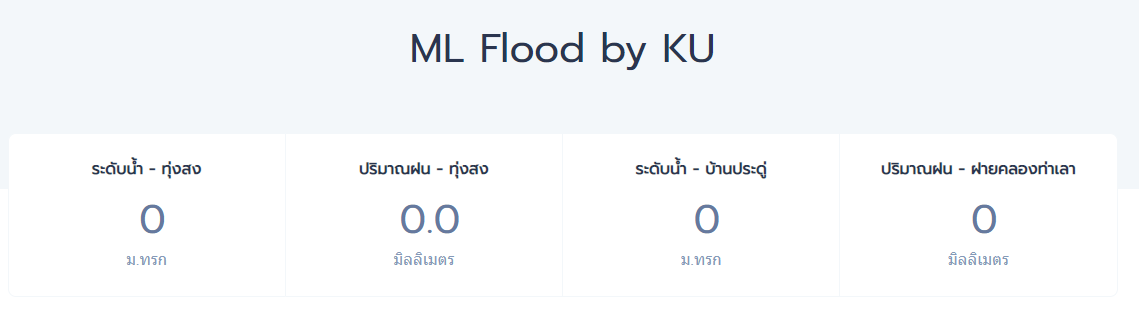 ML Flood by KU
ระดับน้ำ - ทุ่งสง
0
ม.ทรก
ปริมาณฝน - ทุ่งสง
0.0
มิลลิเมตร
ระดับน้ำ - บ้านประดู่
0
ม.ทรก
ปริมาณฝน - ฝายคลองท่าเลา
0
มิลลิเมตร